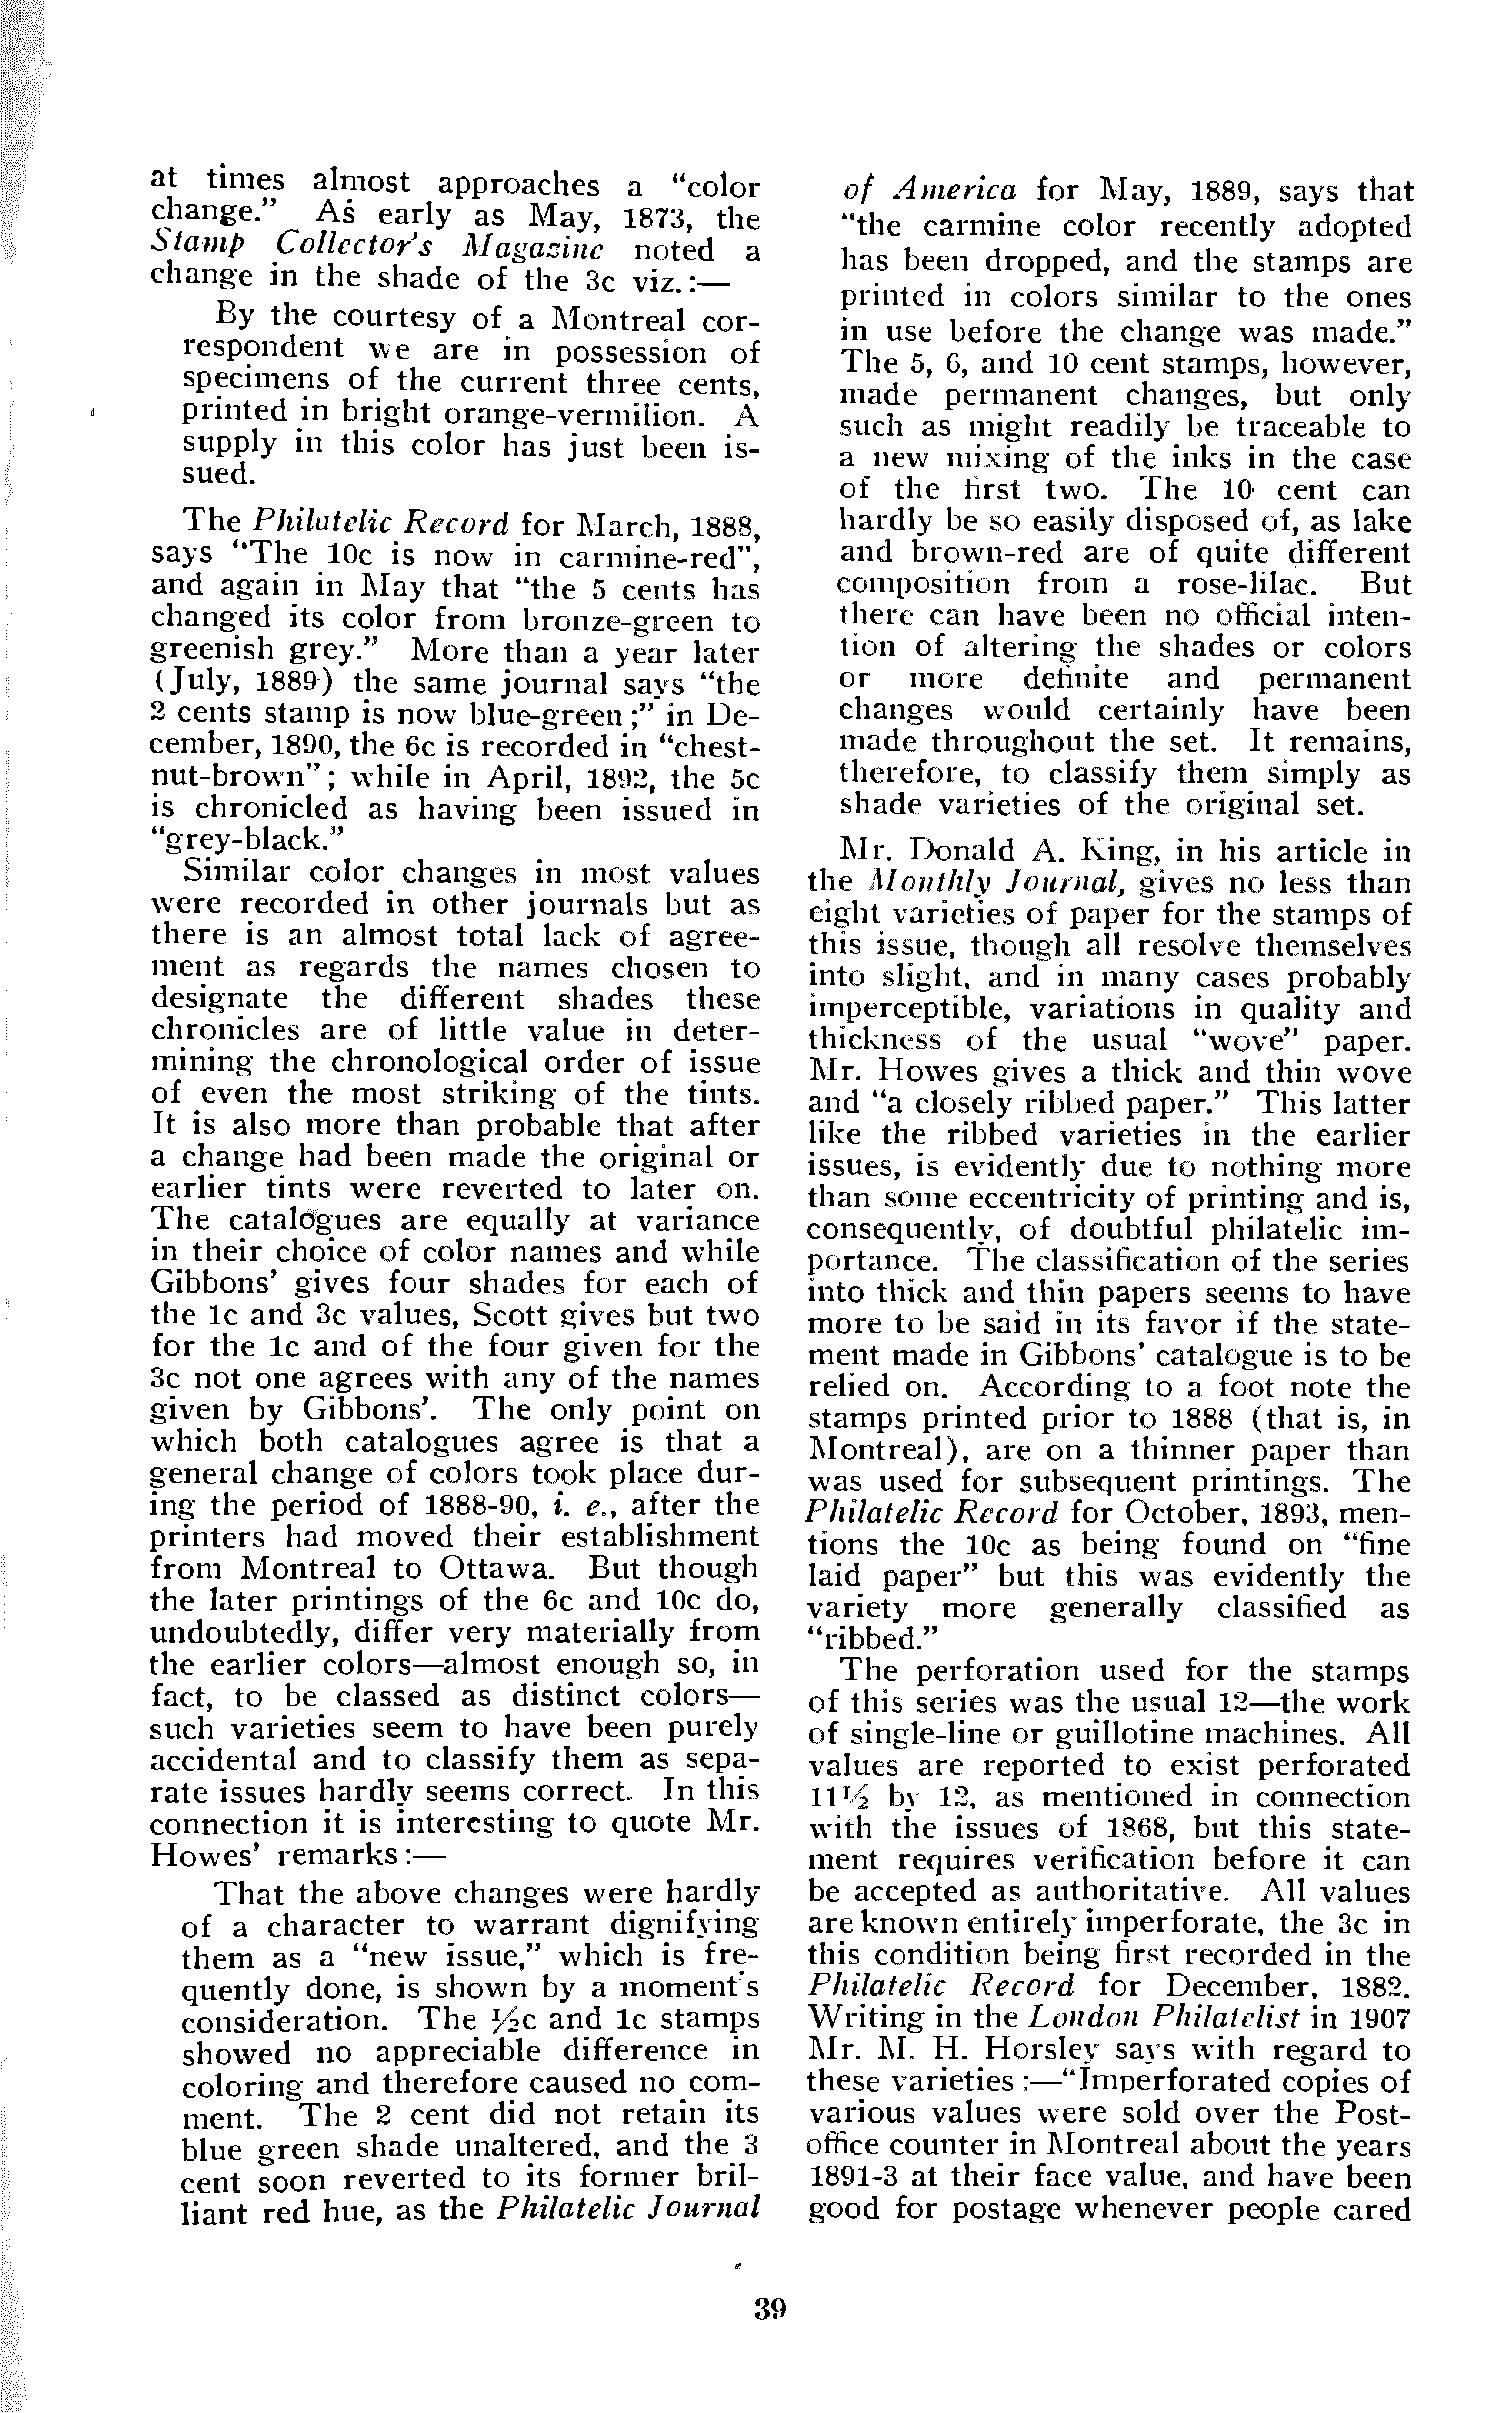 at times almost approaches a “color
change.” As early as May, 1873, the
Stamp Collector's Magazine noted a
change in the shade of the 3c viz.:—
By the courtesy of a Montreal cor-
respondent we are in possession of
specimens of the current three cents,
printed in bright orange-vermilion. A
supply in this color has just been is-
sued.
The Philatelic Record for March, 1888,
says “The 10c is now in carmine-red”,
and again in May that “the 5 cents has
changed its color from bronze-green to
greenish grey.” More than a year later
(July, 1889) the same journal says “the
2 cents stamp is now blue-green;” in De-
cember, 1890, the 6c is recorded in “chest-
nut-brown”; while in April, 1892, the 5c
is chronicled as having been issued in
“grey-black.”
Similar color changes in most values
were recorded in other journals but as
there is an almost total lack of agree-
ment as regards the names chosen to
designate the different shades these
chronicles are of little value in deter-
mining the chronological order of issue
of even the most striking of the tints.
It is also more than probable that after
a change had been made the original or
earlier tints were reverted to later on.
The catalogues are equally at variance
in their choice of color names and while
Gibbons' gives four shades for each of
the 1c and 3c values, Scott gives but two
for the 1c and of the four given for the
3c not one agrees with any of the names
given by Gibbons'. The only point on
which both catalogues agree is that a
general change of colors took place dur-
ing the period of 1888-90, i. e., after the
printers had moved their establishment
from Montreal to Ottawa. But though
the later printings of the 6c and 10c do,
undoubtedly, differ very materially from
the earlier colors—almost enough so, in
fact, to be classed as distinct colors—
such varieties seem to have been purely
accidental and to classify them as sepa-
rate issues hardly seems correct. In this
connection it is interesting to quote Mr.
Howes' remarks:—
That the above changes were hardly
of a character to warrant dignifying
them as a “new issue,” which is fre-
quently done, is shown by a moment's
consideration. The ½c and 1c stamps
showed no appreciable difference in
coloring and therefore caused no com-
ment. The 2 cent did not retain its
blue green shade unaltered, and the 3
cent soon reverted to its former bril-
liant red hue, as the Philatelic Journal
of America for May, 1889, says that
“the carmine color recently adopted
has been dropped, and the stamps are
printed in colors similar to the ones
in use before the change was made.”
The 5, 6, and 10 cent stamps, however,
made permanent changes, but only
such as might readily be traceable to
a new mixing of the inks in the case
of the first two. The 10 cent can
hardly be so easily disposed of, as lake
and brown-red are of quite different
composition from a rose-lilac. But
there can have been no official inten-
tion of altering the shades or colors
or more definite and permanent
changes would certainly have been
made throughout the set. It remains,
therefore, to classify them simply as
shade varieties of the original set.
Mr. Donald A. King, in his article in
the Monthly Journal, gives no less than
eight varieties of paper for the stamps of
this issue, though all resolve themselves
into slight, and in many cases probably
imperceptible, variations in quality and
thickness of the usual “wove” paper.
Mr. Howes gives a thick and thin wove
and “a closely ribbed paper.” This latter
like the ribbed varieties in the earlier
issues, is evidently due to nothing more
than some eccentricity of printing and is,
consequently, of doubtful philatelic im-
portance. The classification of the series
into thick and thin papers seems to have
more to be said in its favor if the state-
ment made in Gibbons' catalogue is to be
relied on. According to a foot note the
stamps printed prior to 1888 (that is, in
Montreal), are on a thinner paper than
was used for subsequent printings. The
Philatelic Record for October, 1893, men-
tions the 10c as being found on “fine
laid paper” but this was evidently the
variety more generally classified as
“ribbed.”
The perforation used for the stamps
of this series was the usual 12—the work
of single-line or guillotine machines. All
values are reported to exist perforated
11½ by 12, as mentioned in connection
with the issues of 1868, but this state-
ment requires verification before it can
be accepted as authoritative. All values
are known entirely imperforate, the 3c in
this condition being first recorded in the
Philatelic Record for December, 1882.
Writing in the London Philatelist in 1907
Mr. M. H. Horsley says with regard to
these varieties:—“Imperforated copies of
various values were sold over the Post-
office counter in Montreal about the years
1891-3 at their face value, and have been
good for postage whenever people cared
39